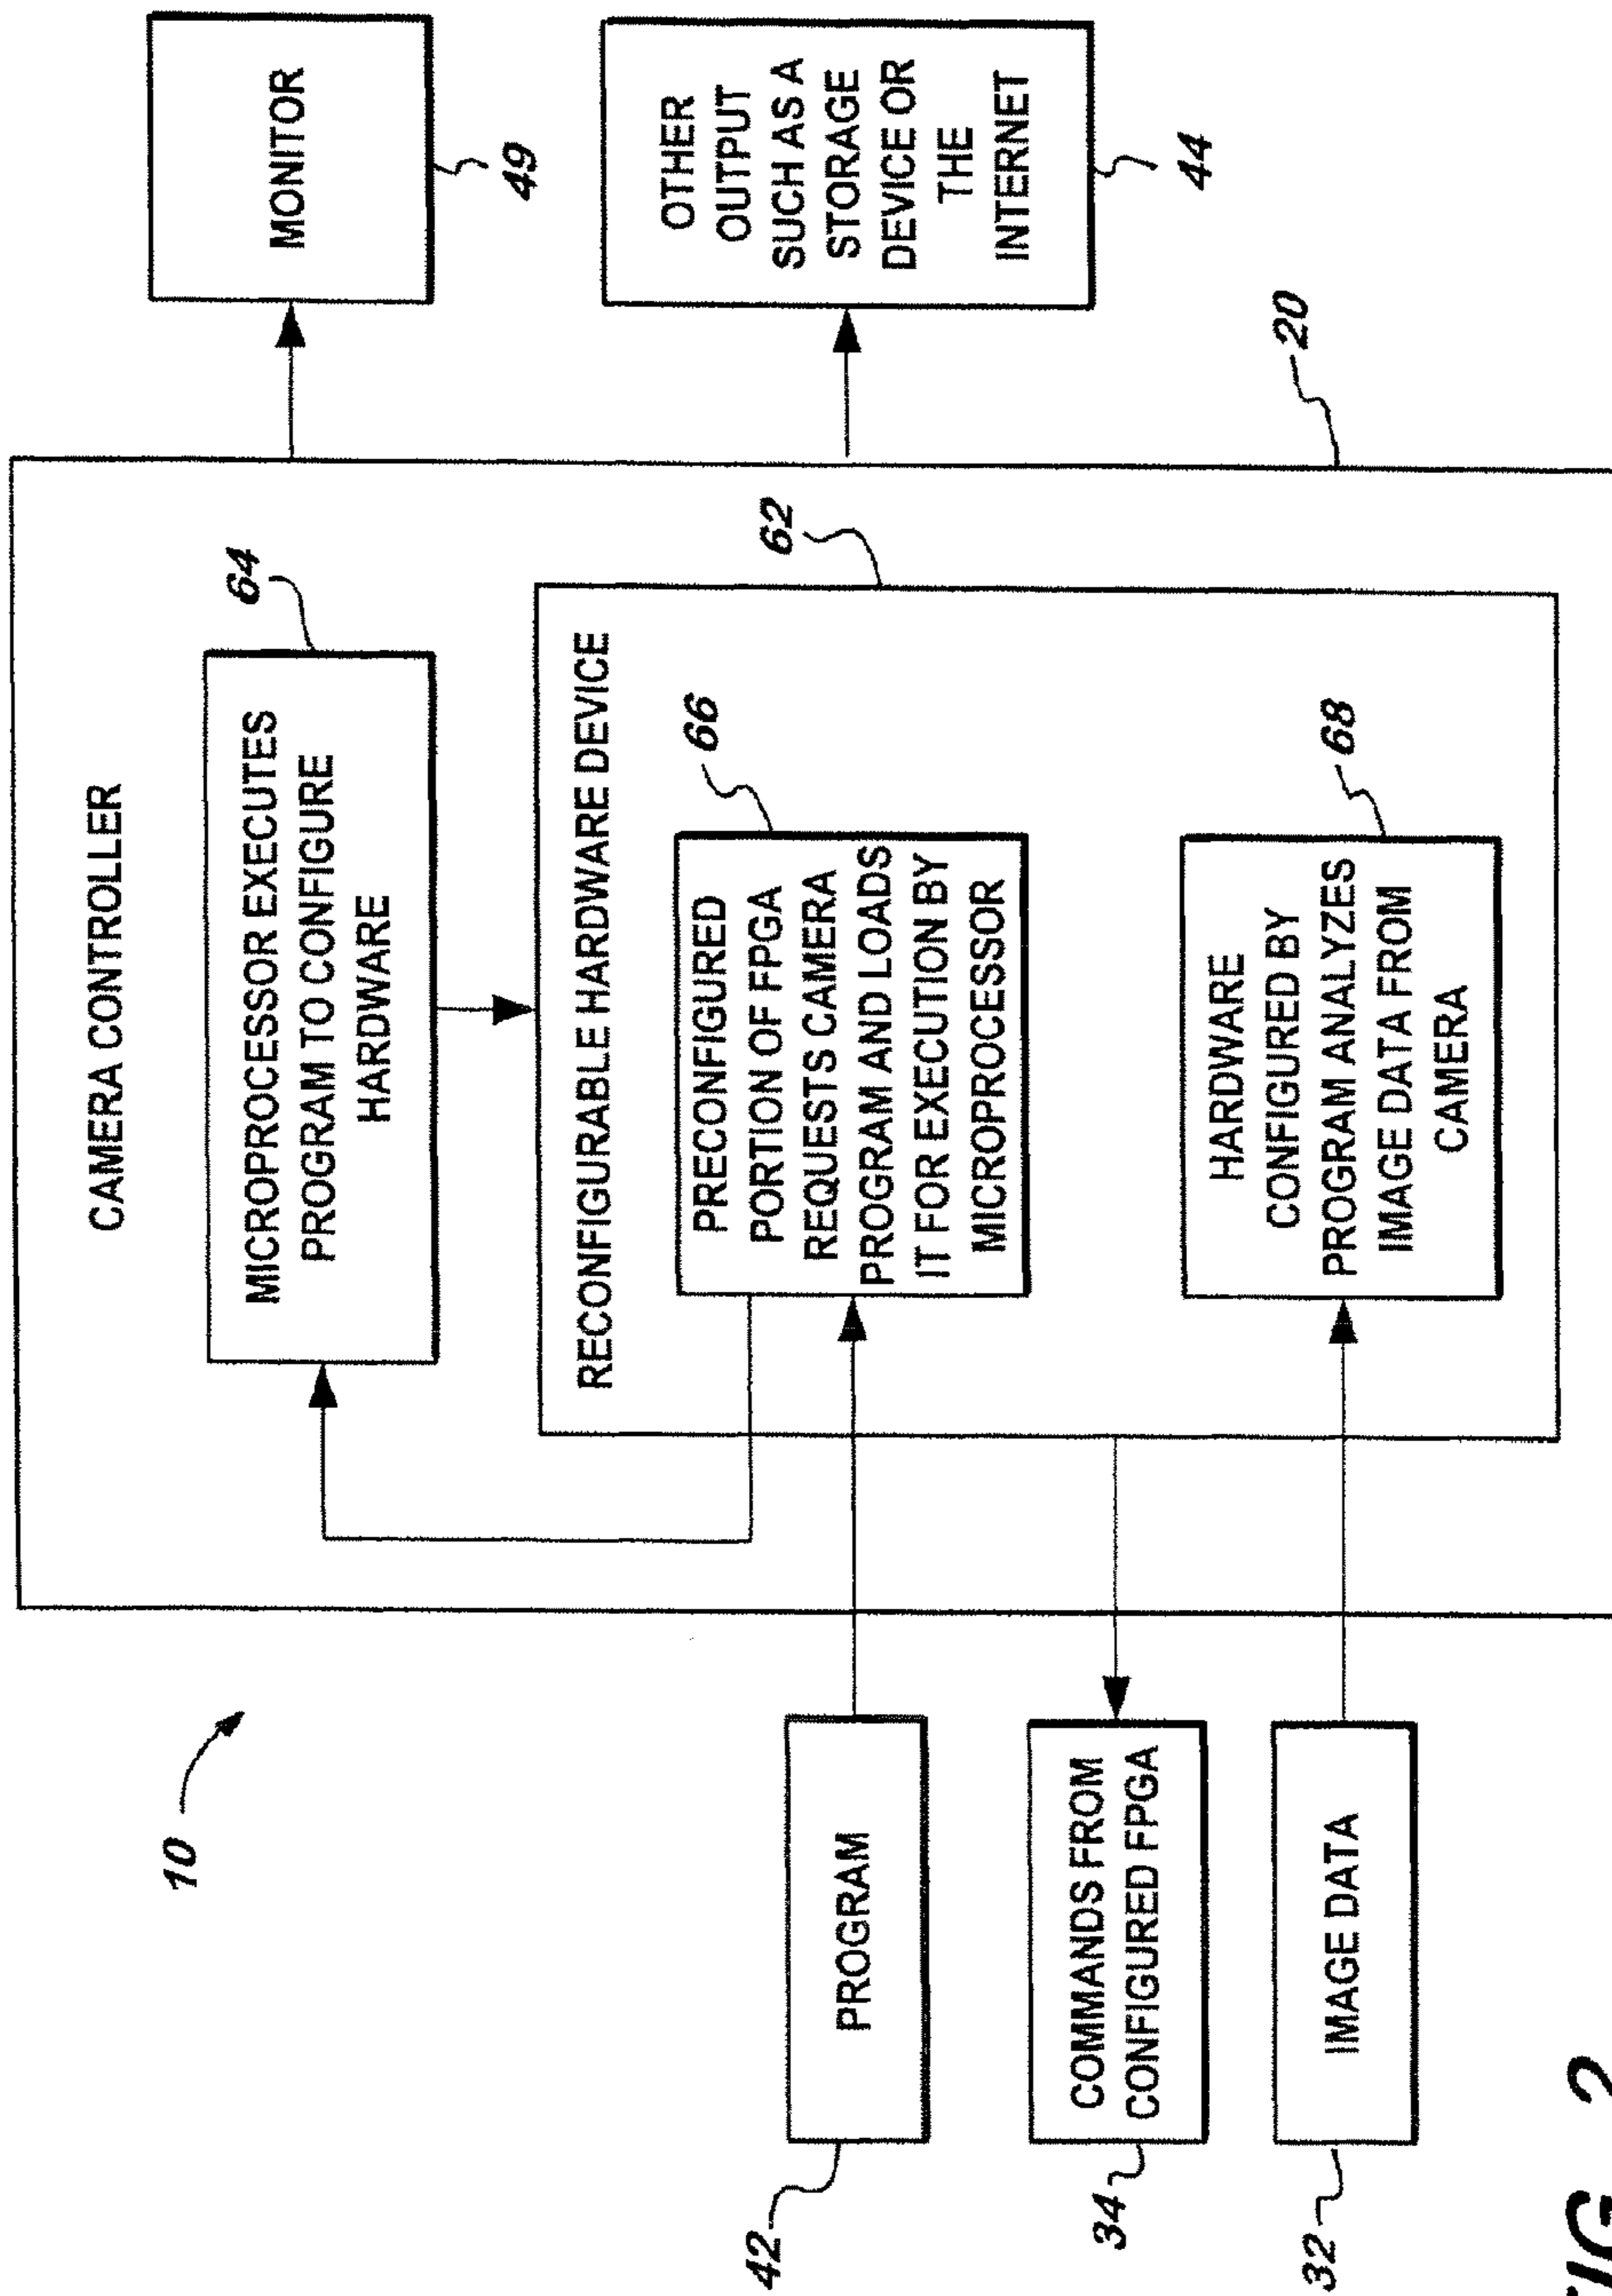 10
CAMERA CONTROLLER
64
MICROPROCESSOR EXECUTES
PROGRAM TO CONFIGURE
HARDWARE
62
RECONFIGURABLE HARDWARE DEVICE
66
PRECONFIGURED
PORTION OF FPGA
REQUESTS CAMERA
PROGRAM AND LOADS
IT FOR EXECUTION BY
MICROPROCESSOR
68
HARDWARE
CONFIGURED BY
PROGRAM ANALYZES
IMAGE DATA FROM
CAMERA
20
MONITOR
49
OTHER
OUTPUT
SUCH AS A
STORAGE
DEVICE OR
THE
INTERNET
44
42
PROGRAM
34
COMMANDS FROM
CONFIGURED FPGA
32
IMAGE DATA
FIG. 2